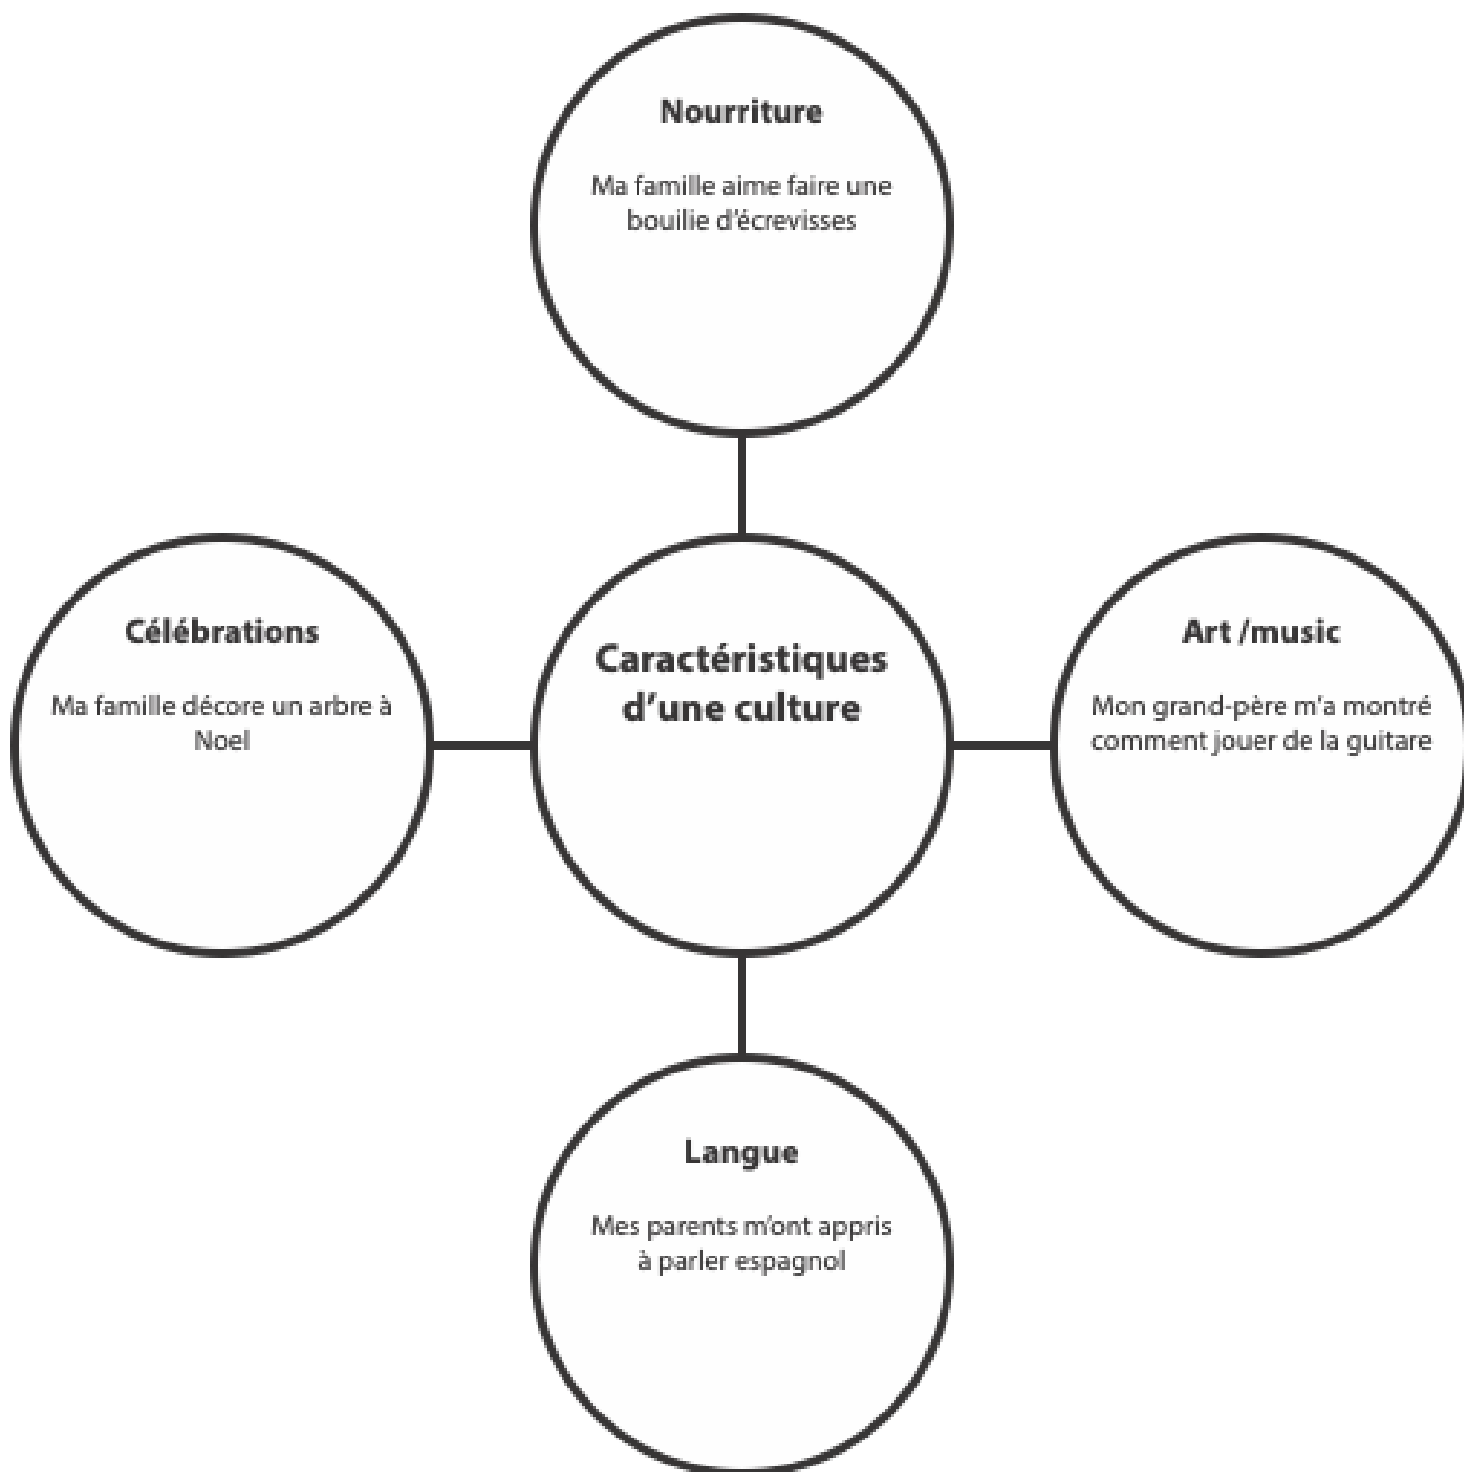 Nourriture
Ma famille aime faire une
bouilie d'écrevisses
Célébrations
Ma famille décore un arbre à
Noel
Caractéristiques
d'une culture
Art /music
Mon grand-père m'a montré
comment jouer de la guitare
Langue
Mes parents m'ont appris
à parler espagnol